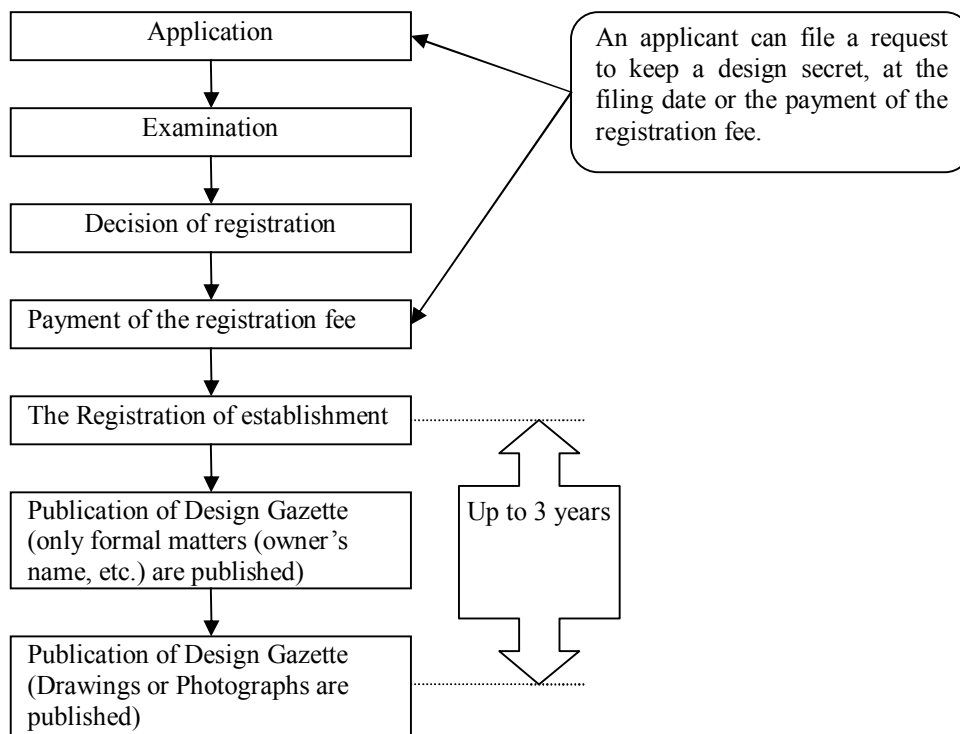 Application
An applicant can file a request
to keep a design secret, at the
filing date or the payment of the
registration fee.
Examination
Decision of registration
Payment of the registration fee
The Registration of establishment
Publication of Design Gazette
(only formal matters (owner’s
name, etc.) are published)
Up to 3 years
Publication of Design Gazette
(Drawings or Photographs are
published)